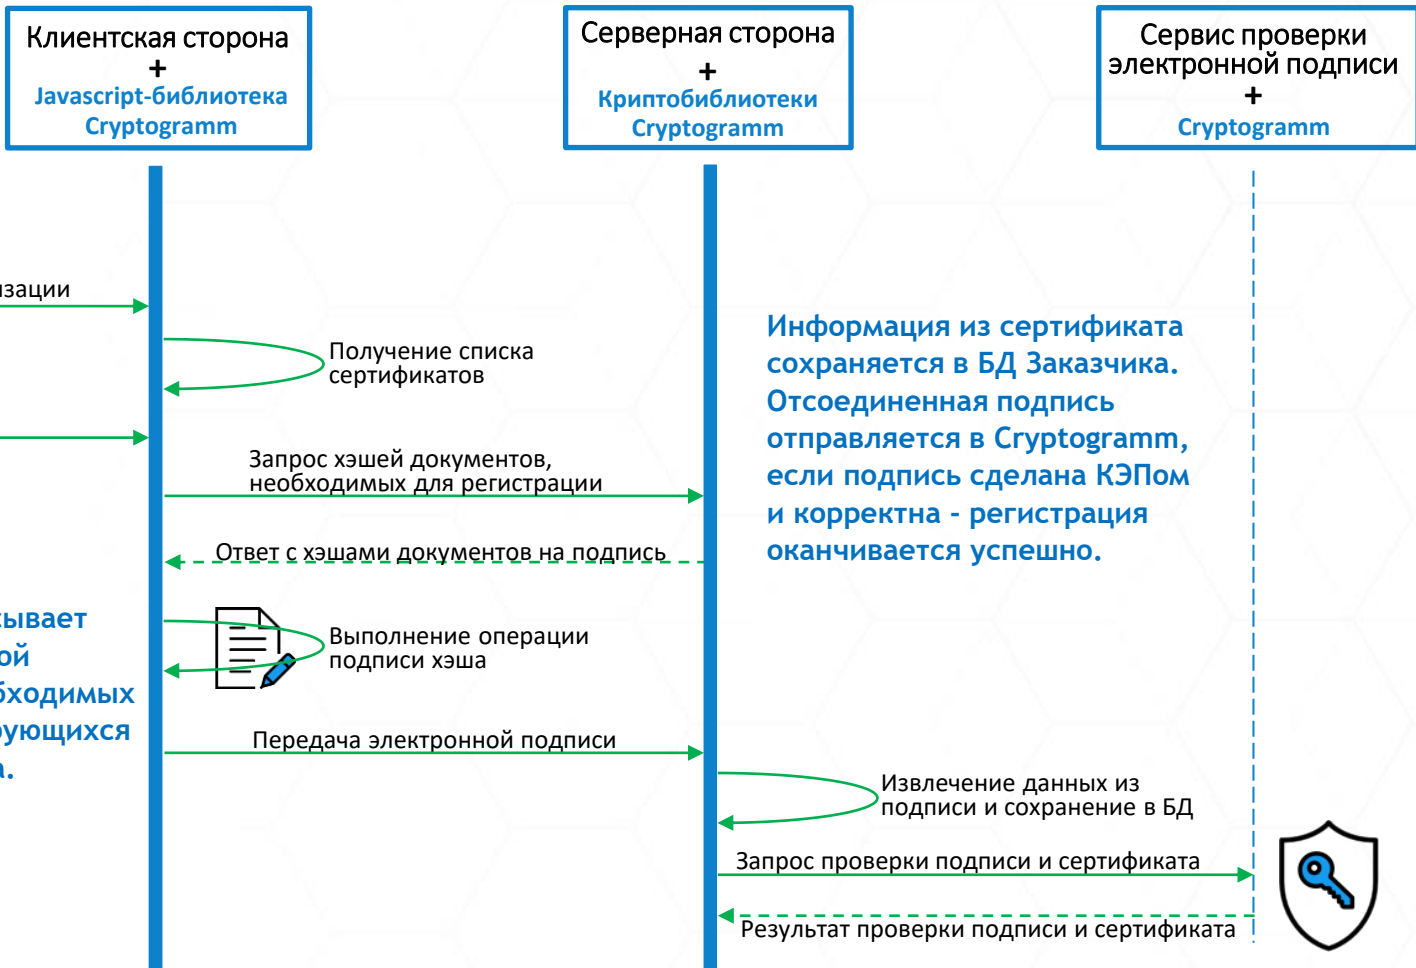 Клиентская сторона
+
Javascript-библиотека
Cryptogramm
Серверная сторона
+
Криптобиблиотеки
Cryptogramm
Сервис проверки
электронной подписи
+
Cryptogramm
Получение списка
сертификатов
Запрос хэшей документов,
необходимых для регистрации
Ответ с хэшами документов на подпись
Информация из сертификата
сохраняется в БД Заказчика.
Отсоединенная подпись
отправляется в Cryptogramm,
если подпись сделана КЭПом
и корректна - регистрация
оканчивается успешно.
Выполнение операции
подписи хэша
Передача электронной подписи
Извлечение данных из
подписи и сохранение в БД
Запрос проверки подписи и сертификата
Результат проверки подписи и сертификата